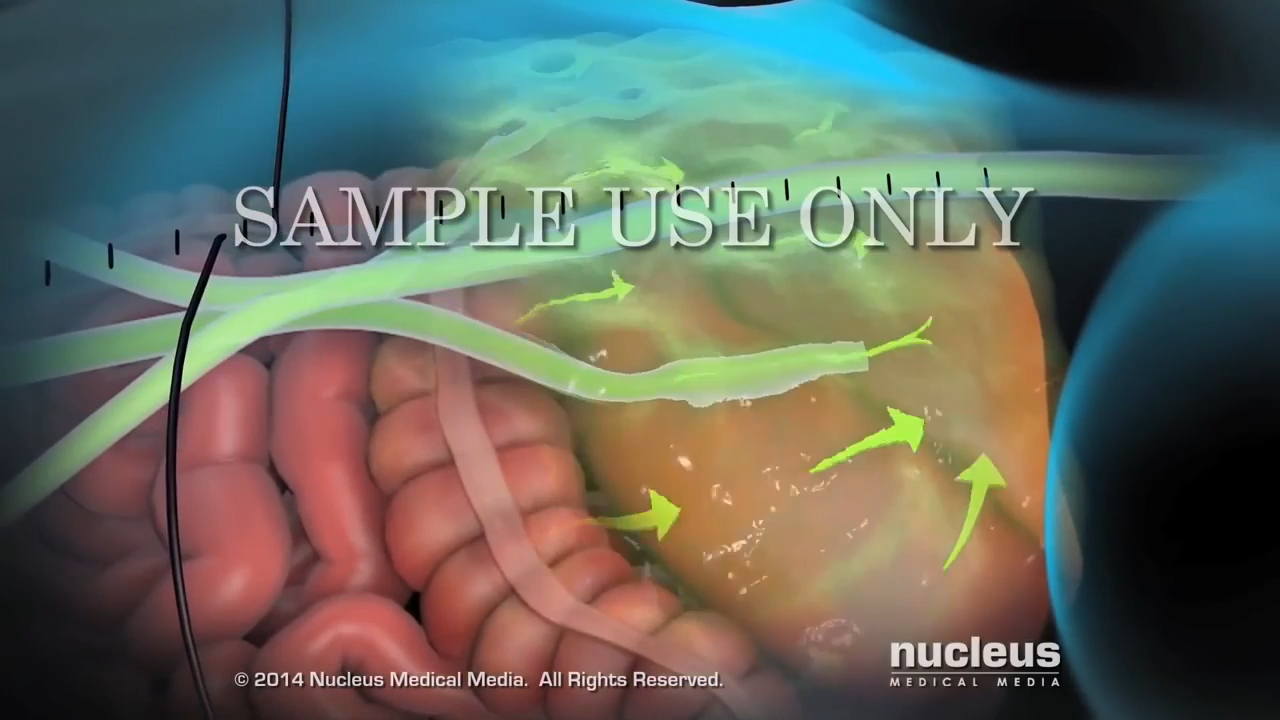 SAMPLE USE ONLY
nucleus
MEDICAL MEDIA
© 2014 Nucleus Medical Media. All Rights Reserved.